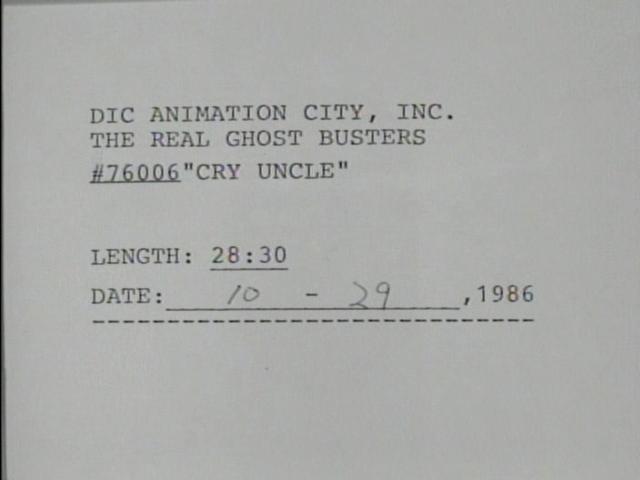 DIC ANIMATION CITY, INC.
THE REAL GHOST BUSTERS
#76006"CRY UNCLE"
LENGTH: 28:30
DATE: 10 - 29 ,1986